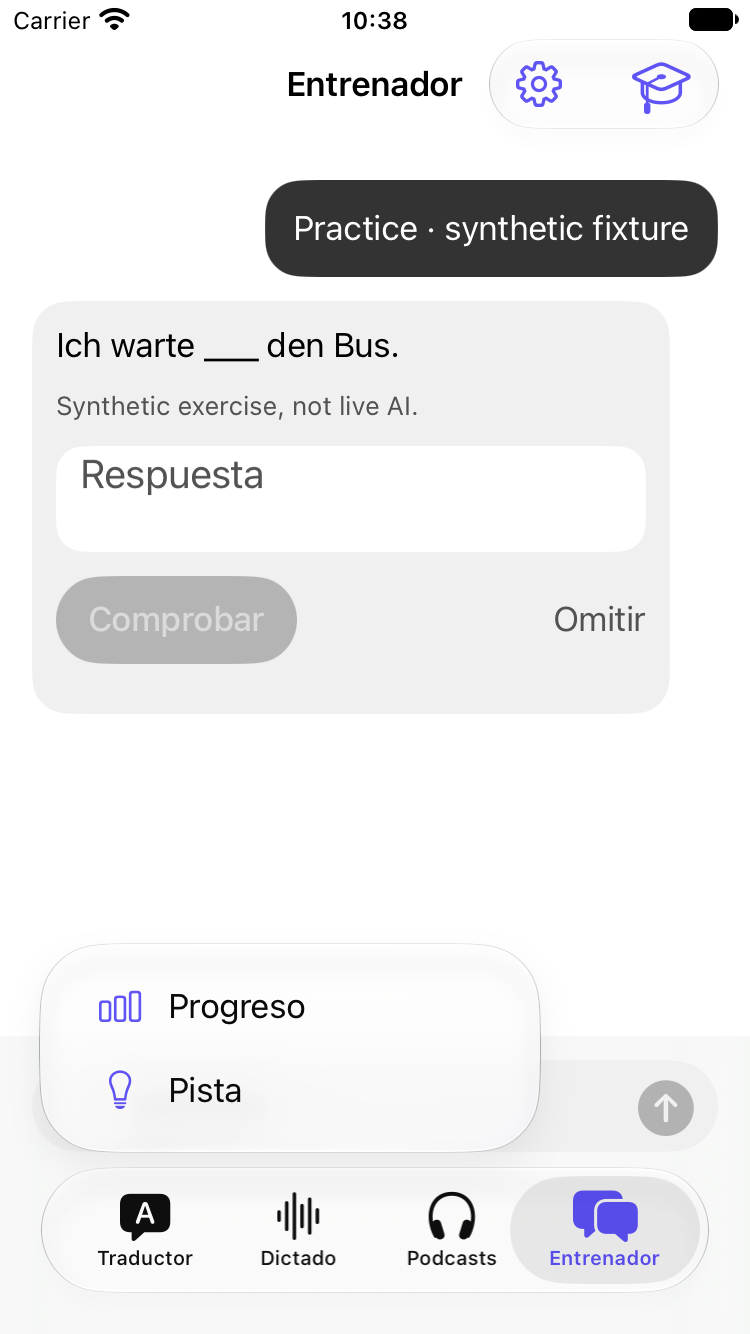 Carrier
10:38
Entrenador
Practice · synthetic fixture
Ich warte ___ den Bus.
Synthetic exercise, not live AI.
Respuesta
Comprobar
Omitir
Progreso
Pista
A
Traductor
Dictado
Podcasts
Entrenador